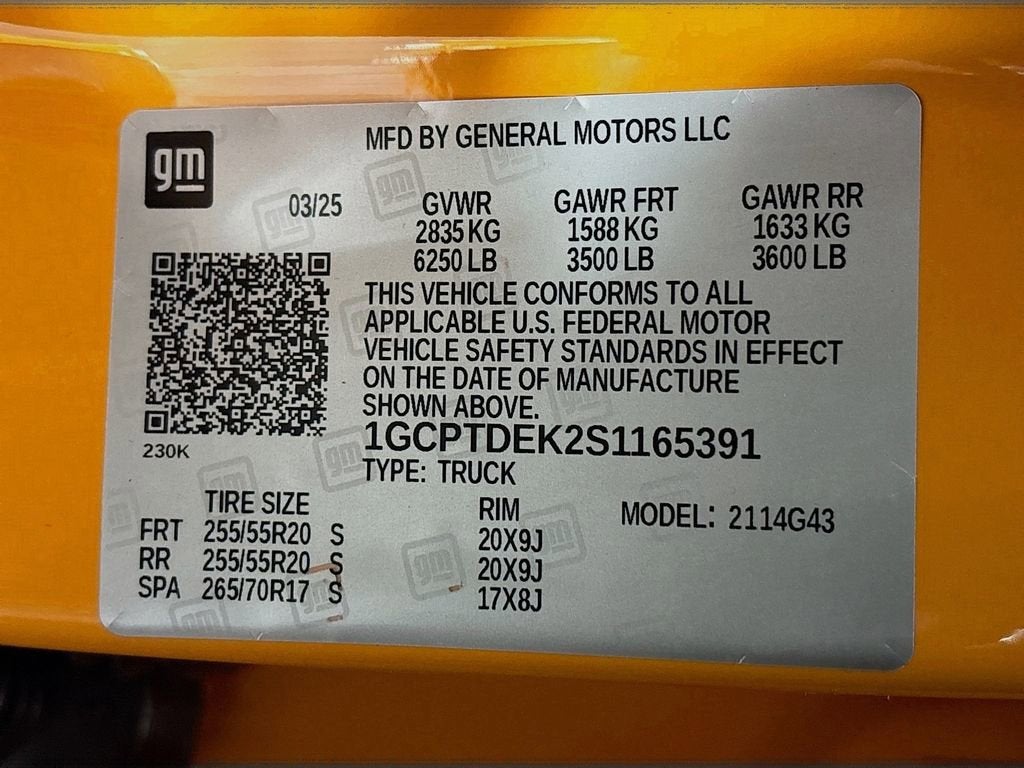 gm
MFD BY GENERAL MOTORS LLC
03/25
GVWR GAWR FRT GAWR RR
2835 KG 1588 KG 1633 KG
6250 LB 3500 LB 3600 LB
THIS VEHICLE CONFORMS TO ALL
APPLICABLE U.S. FEDERAL MOTOR
VEHICLE SAFETY STANDARDS IN EFFECT
ON THE DATE OF MANUFACTURE
SHOWN ABOVE.
1GCPTDEK2S1165391
230K
TYPE: TRUCK
TIRE SIZE RIM MODEL: 2114G43
FRT 255/55R20 S 20X9J
RR 255/55R20 S 20X9J
SPA 265/70R17 S 17X8J